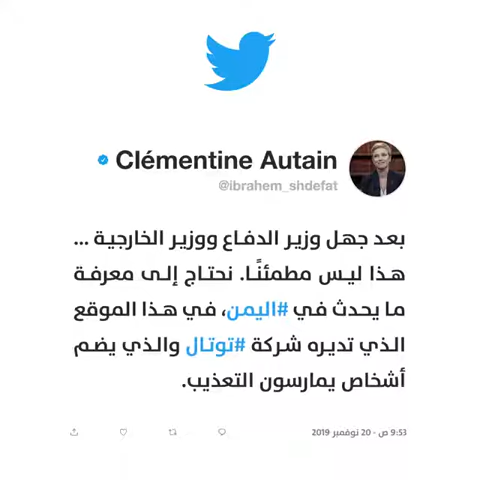 Clémentine Autain
@ibrahem_shdefat
بعد جهل وزير الدفاع ووزير الخارجية ...
هذا ليس مطمئنًا. نحتاج إلى معرفة
ما يحدث في #اليمن، في هذا الموقع
الذي تديره شركة #توتال والذي يضم
أشخاص يمارسون التعذيب.
9:53 ص - 20 نوفمبر 2019